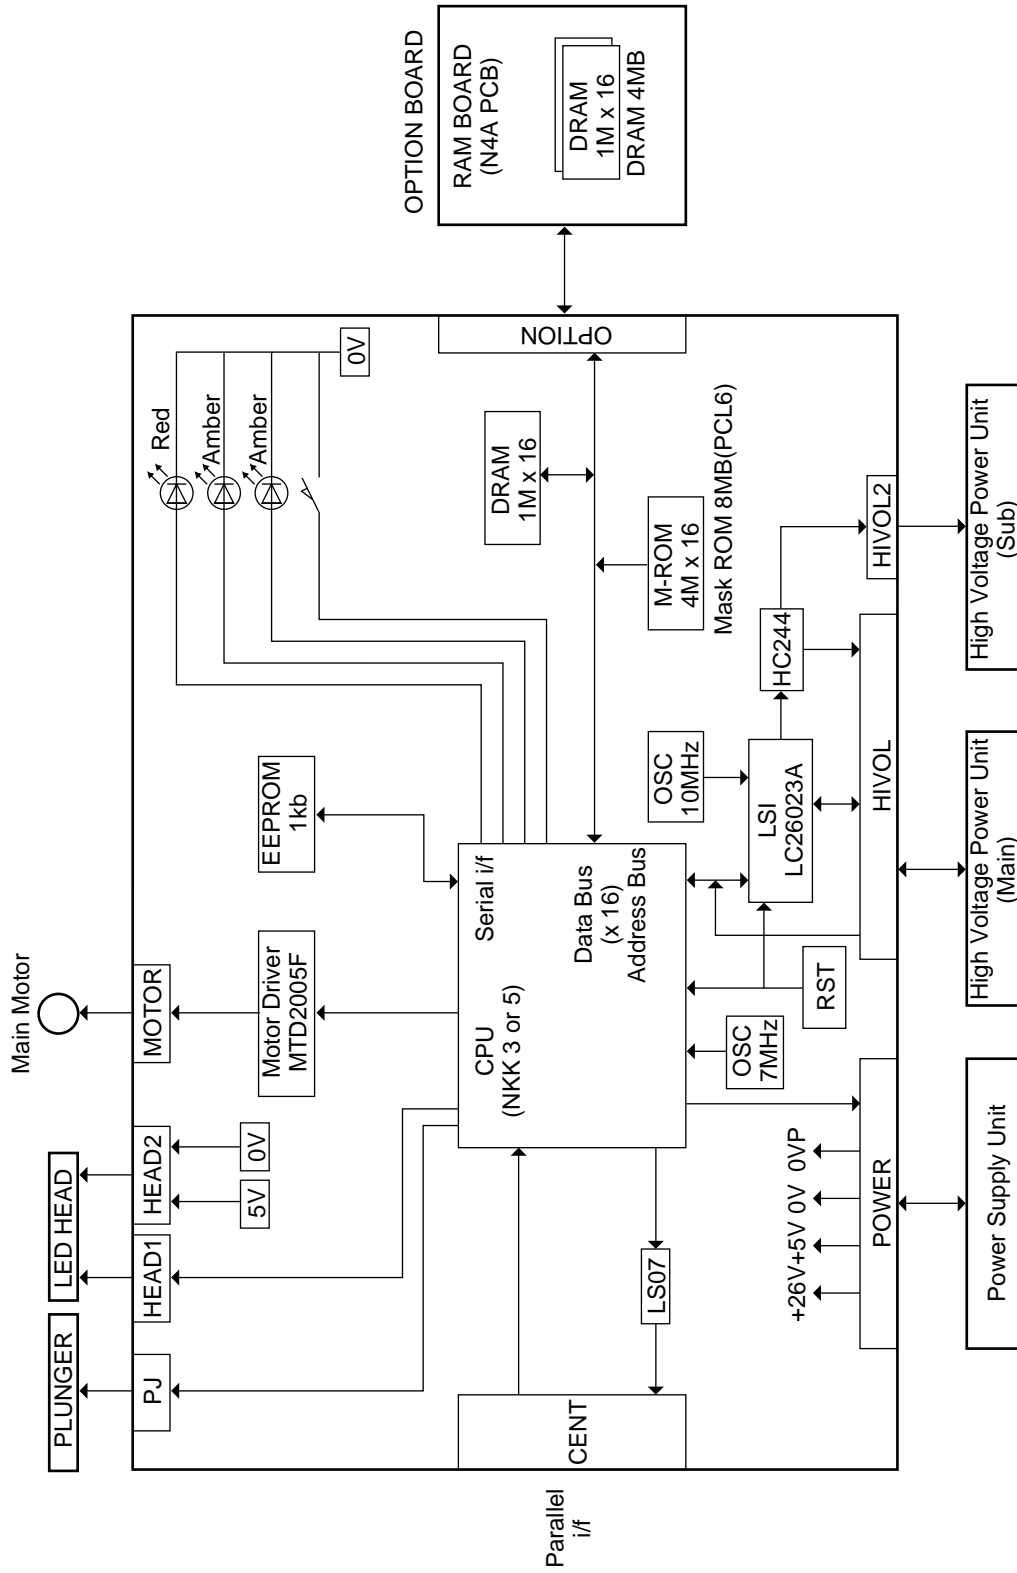 Main Motor
PLUNGER
LED HEAD
PJ
HEAD1
HEAD2
MOTOR
5V
0V
Motor Driver
MTD2005F
EEPROM
1kb
Red
Amber
Amber
0V
Parallel
i/f
CENT
LS07
CPU
(NKK 3 or 5)
Serial i/f
Data Bus
(x 16)
Address Bus
DRAM
1M x 16
M-ROM
4M x 16
Mask ROM 8MB(PCL6)
OPTION
OPTION BOARD
RAM BOARD
(N4A PCB)
DRAM
1M x 16
DRAM 4MB
OSC
7MHz
RST
OSC
10MHz
LSI
LC26023A
HC244
+26V+5V 0V 0VP
POWER
HIVOL
HIVOL2
Power Supply Unit
High Voltage Power Unit
(Main)
High Voltage Power Unit
(Sub)